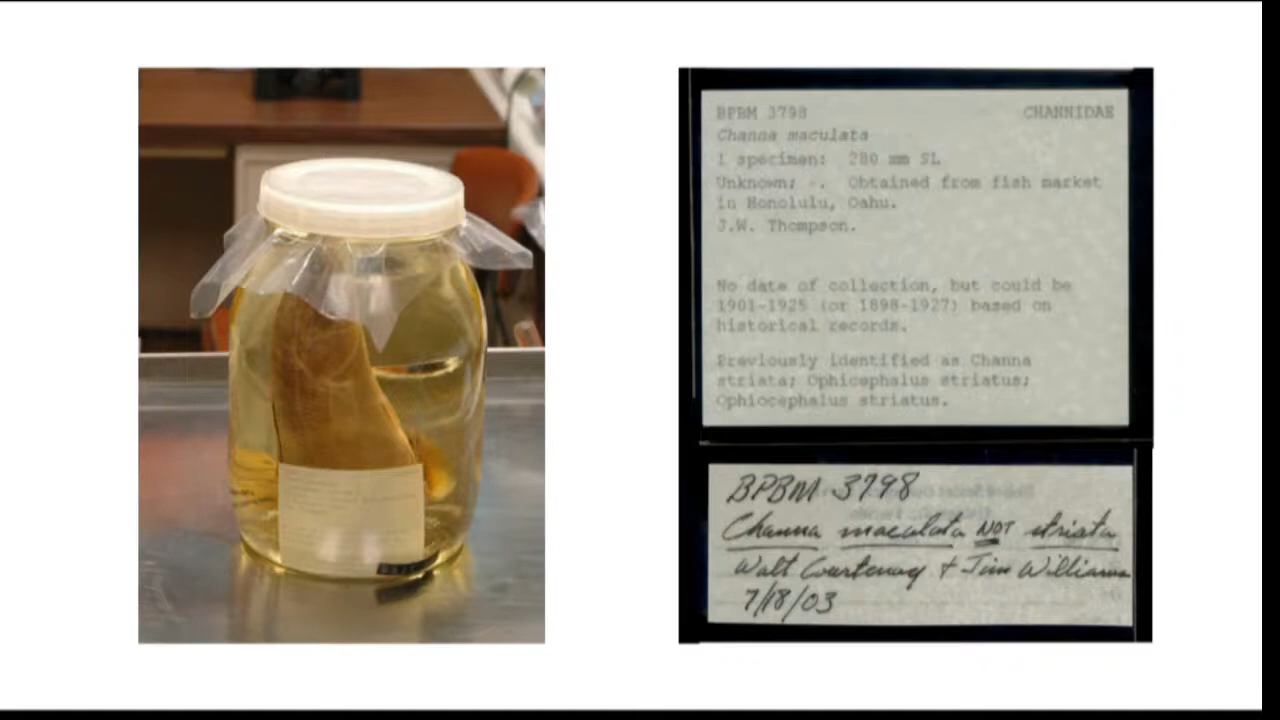 BPBM 3798 CHANNIDAE
Channa maculata
1 specimen: 280 mm SL
Unknown; -. Obtained from fish market
in Honolulu, Oahu.
J.W. Thompson.
No date of collection, but could be
1901-1925 (or 1898-1927) based on
historical records.
Previously identified as Channa
striata; Ophicephalus striatus;
Ophiocephalus striatus.
BPBM 3798
Channa maculata NOT striata
Walt Courtenay + Jim Williams
7/18/03